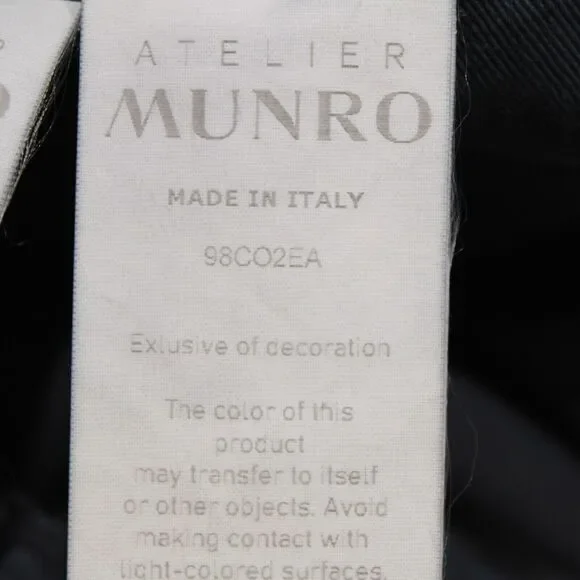 ATELIER
MUNRO
MADE IN ITALY
98CO2EA
Exlusive of decoration
The color of this
product
may transfer to itself
or other objects. Avoid
making contact with
light-colored surfaces.